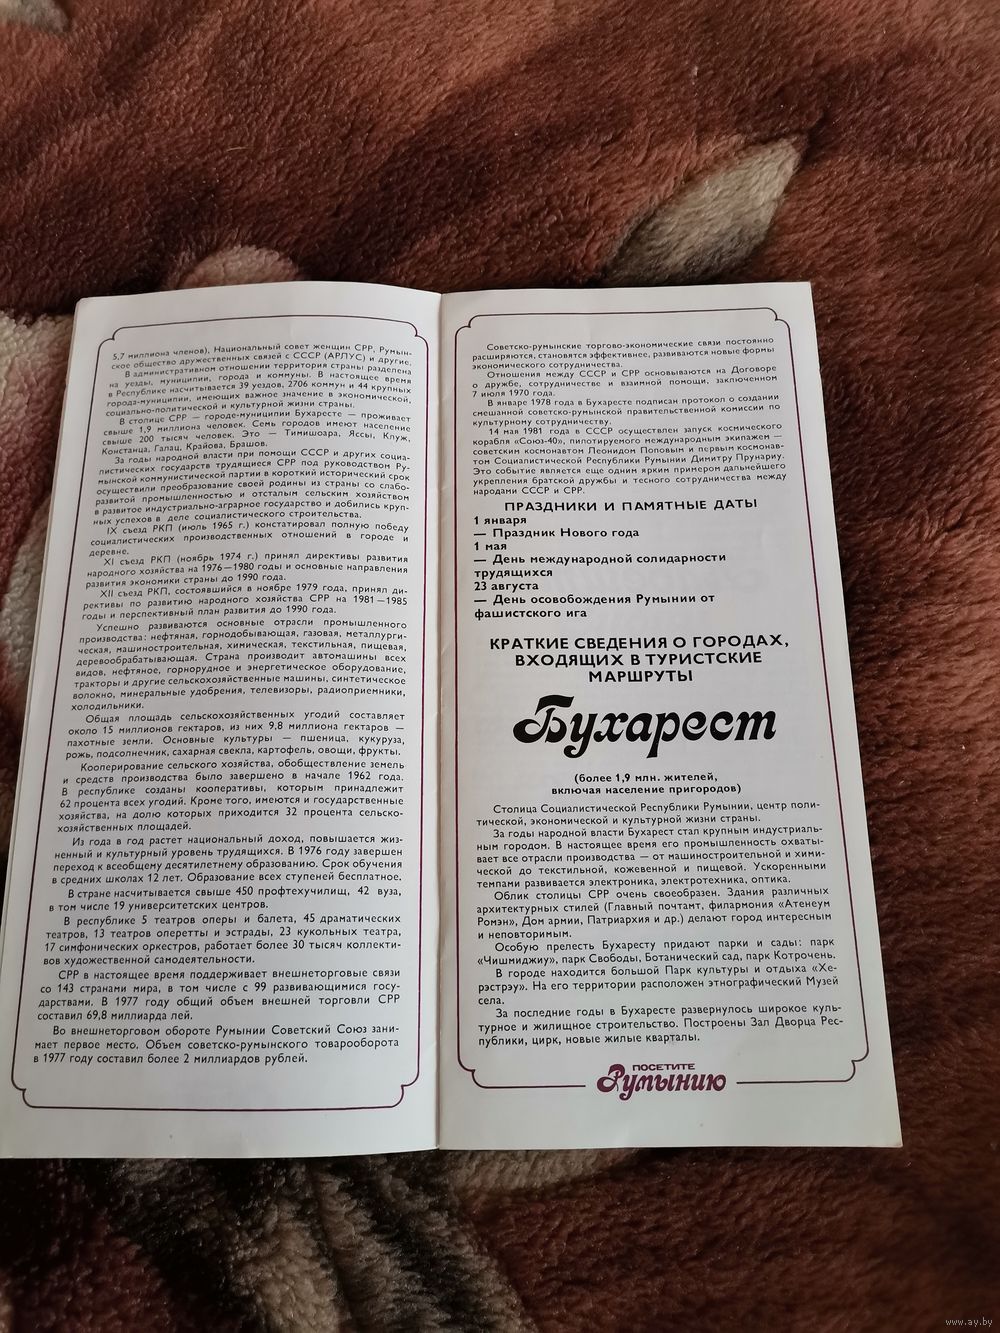 5,7 миллиона членов), Национальный совет женщин СРР, Румын-
ское общество дружественных связей с СССР (АРЛУС) и другие.
В административном отношении территория страны разделена
на уезды, муниципии, города и коммуны. В настоящее время
в Республике насчитывается 39 уездов, 2706 коммун и 44 крупных
города-муниципии, имеющих важное значение в экономической,
социально-политической и культурной жизни страны.
В столице СРР — городе-муниципии Бухаресте — проживает
свыше 1,9 миллиона человек. Семь городов имеют население
свыше 200 тысяч человек. Это — Тимишоара, Яссы, Клуж,
Констанца, Галац, Крайова, Брашов.
За годы народной власти при помощи СССР и других социа-
листических государств трудящиеся СРР под руководством Ру-
мынской коммунистической партии в короткий исторический срок
осуществили преобразование своей родины из страны со слабо-
развитой промышленностью и отсталым сельским хозяйством
в развитое индустриально-аграрное государство и добились круп-
ных успехов в деле социалистического строительства.
IX съезд РКП (июль 1965 г.) констатировал полную победу
социалистических производственных отношений в городе и
деревне.
XI съезд РКП (ноябрь 1974 г.) принял директивы развития
народного хозяйства на 1976—1980 годы и основные направления
развития экономики страны до 1990 года.
XII съезд РКП, состоявшийся в ноябре 1979 года, принял ди-
рективы по развитию народного хозяйства СРР на 1981—1985
годы и перспективный план развития до 1990 года.
Успешно развиваются основные отрасли промышленного
производства: нефтяная, горнодобывающая, газовая, металлурги-
ческая, машиностроительная, химическая, текстильная, пищевая,
деревообрабатывающая. Страна производит автомашины всех
видов, нефтяное, горнорудное и энергетическое оборудование,
тракторы и другие сельскохозяйственные машины, синтетическое
волокно, минеральные удобрения, телевизоры, радиоприемники,
холодильники.
Общая площадь сельскохозяйственных угодий составляет
около 15 миллионов гектаров, из них 9,8 миллиона гектаров —
пахотные земли. Основные культуры — пшеница, кукуруза,
рожь, подсолнечник, сахарная свекла, картофель, овощи, фрукты.
Кооперирование сельского хозяйства, обобществление земель
и средств производства было завершено в начале 1962 года.
В республике созданы кооперативы, которым принадлежит
62 процента всех угодий. Кроме того, имеются и государственные
хозяйства, на долю которых приходится 32 процента сельско-
хозяйственных площадей.
Из года в год растет национальный доход, повышается жиз-
ненный и культурный уровень трудящихся. В 1976 году завершен
переход к всеобщему десятилетнему образованию. Срок обучения
в средних школах 12 лет. Образование всех ступеней бесплатное.
В стране насчитывается свыше 450 профтехучилищ, 42 вуза,
в том числе 19 университетских центров.
В республике 5 театров оперы и балета, 45 драматических
театров, 13 театров оперетты и эстрады, 23 кукольных театра,
17 симфонических оркестров, работает более 30 тысяч коллекти-
вов художественной самодеятельности.
СРР в настоящее время поддерживает внешнеторговые связи
со 143 странами мира, в том числе с 99 развивающимися госу-
дарствами. В 1977 году общий объем внешней торговли СРР
составил 69,8 миллиарда лей.
Во внешнеторговом обороте Румынии Советский Союз зани-
мает первое место. Объем советско-румынского товарооборота
в 1977 году составил более 2 миллиардов рублей.
Советско-румынские торгово-экономические связи постоянно
расширяются, становятся эффективнее, развиваются новые формы
экономического сотрудничества.
Отношения между СССР и СРР основываются на Договоре
о дружбе, сотрудничестве и взаимной помощи, заключенном
7 июля 1970 года.
В январе 1978 года в Бухаресте подписан протокол о создании
смешанной советско-румынской правительственной комиссии по
культурному сотрудничеству.
14 мая 1981 года в СССР осуществлен запуск космического
корабля «Союз-40», пилотируемого международным экипажем —
советским космонавтом Леонидом Поповым и первым космонав-
том Социалистической Республики Румынии Димитру Прунариу.
Это событие является еще одним ярким примером дальнейшего
укрепления братской дружбы и тесного сотрудничества между
народами СССР и СРР.
ПРАЗДНИКИ И ПАМЯТНЫЕ ДАТЫ
1 января
— Праздник Нового года
1 мая
— День международной солидарности
трудящихся
23 августа
— День освобождения Румынии от
фашистского ига
КРАТКИЕ СВЕДЕНИЯ О ГОРОДАХ,
ВХОДЯЩИХ В ТУРИСТСКИЕ
МАРШРУТЫ
Бухарест
(более 1,9 млн. жителей,
включая население пригородов)
Столица Социалистической Республики Румынии, центр поли-
тической, экономической и культурной жизни страны.
За годы народной власти Бухарест стал крупным индустриаль-
ным городом. В настоящее время его промышленность охваты-
вает все отрасли производства — от машиностроительной и хими-
ческой до текстильной, кожевенной и пищевой. Ускоренными
темпами развивается электроника, электротехника, оптика.
Облик столицы СРР очень своеобразен. Здания различных
архитектурных стилей (Главный почтамт, филармония «Атенеум
Ромэн», Дом армии, Патриархия и др.) делают город интересным
и неповторимым.
Особую прелесть Бухаресту придают парки и сады: парк
«Чишмиджиу», парк Свободы, Ботанический сад, парк Котрочень.
В городе находится большой Парк культуры и отдыха «Хе-
рэстрэу». На его территории расположен этнографический Музей
села.
За последние годы в Бухаресте развернулось широкое куль-
турное и жилищное строительство. Построены Зал Дворца Рес-
публики, цирк, новые жилые кварталы.
ПОСЕТИТЕ
Румынию
www.ay.by